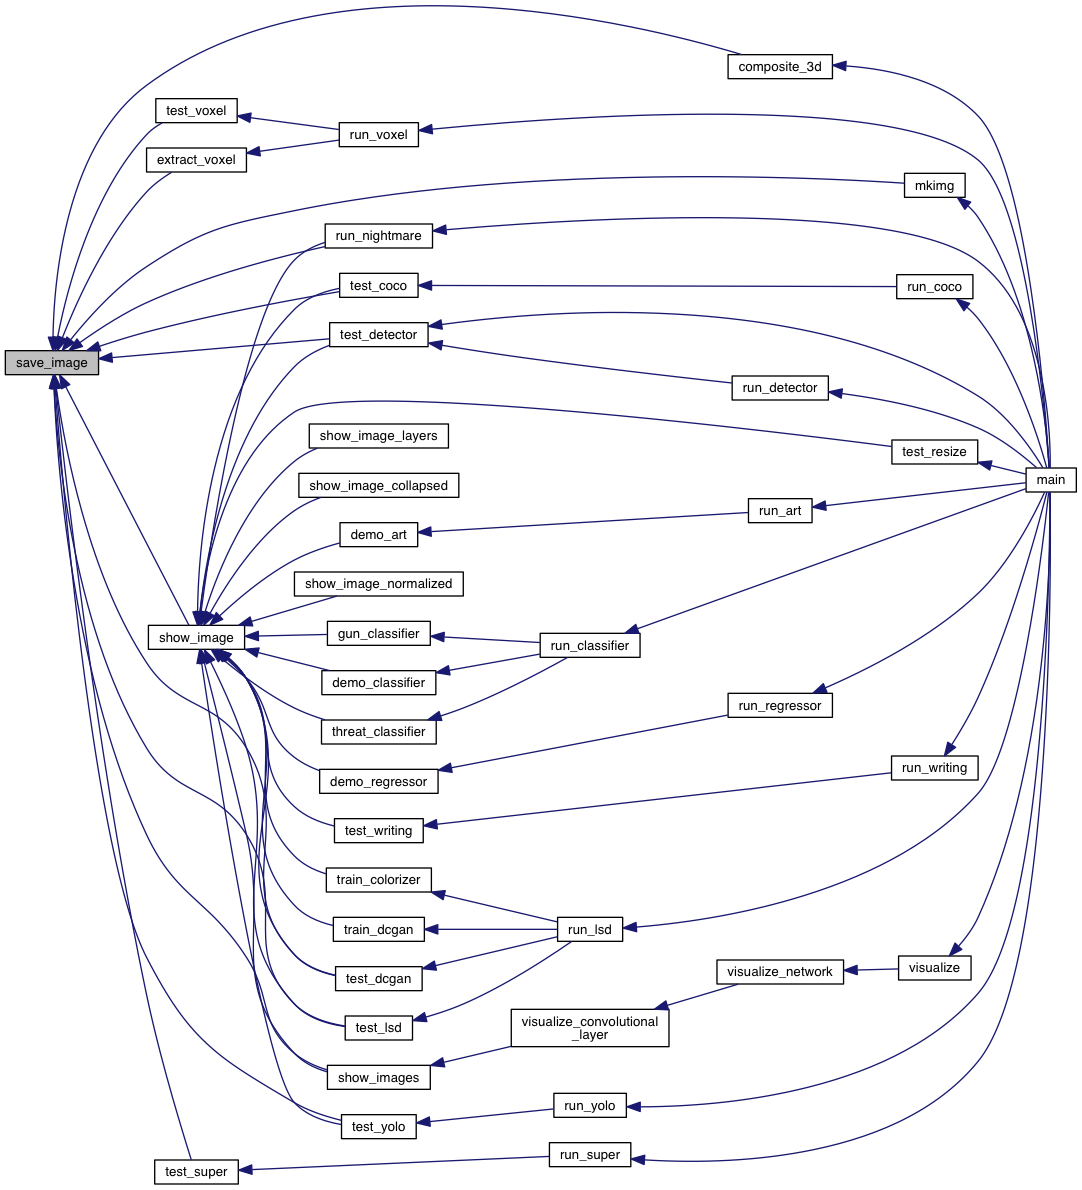 composite_3d
test_voxel
run_voxel
extract_voxel
mkimg
run_nightmare
test_coco
run_coco
test_detector
save_image
run_detector
show_image_layers
test_resize
main
show_image_collapsed
run_art
demo_art
show_image_normalized
gun_classifier
show_image
run_classifier
demo_classifier
run_regressor
threat_classifier
run_writing
demo_regressor
test_writing
train_colorizer
train_dcgan
run_lsd
visualize
visualize_network
test_dcgan
visualize_convolutional
_layer
test_lsd
show_images
run_yolo
test_yolo
run_super
test_super